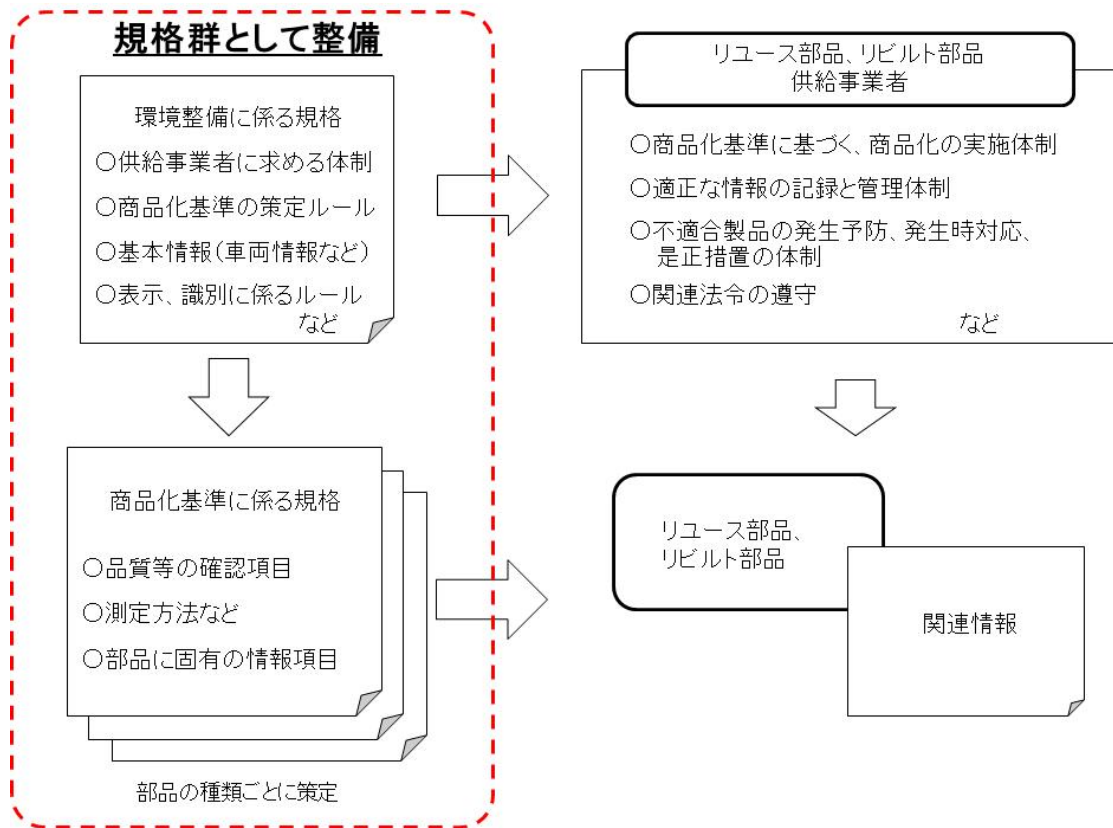 規格群として整備
環境整備に係る規格
○供給事業者に求める体制
○商品化基準の策定ルール
○基本情報(車両情報など)
○表示、識別に係るルール
など
商品化基準に係る規格
○品質等の確認項目
○測定方法など
○部品に固有の情報項目
部品の種類ごとに策定
リユース部品、リビルト部品
供給事業者
○商品化基準に基づく、商品化の実施体制
○適正な情報の記録と管理体制
○不適合製品の発生予防、発生時対応、
是正措置の体制
○関連法令の遵守
など
リユース部品、
リビルト部品
関連情報